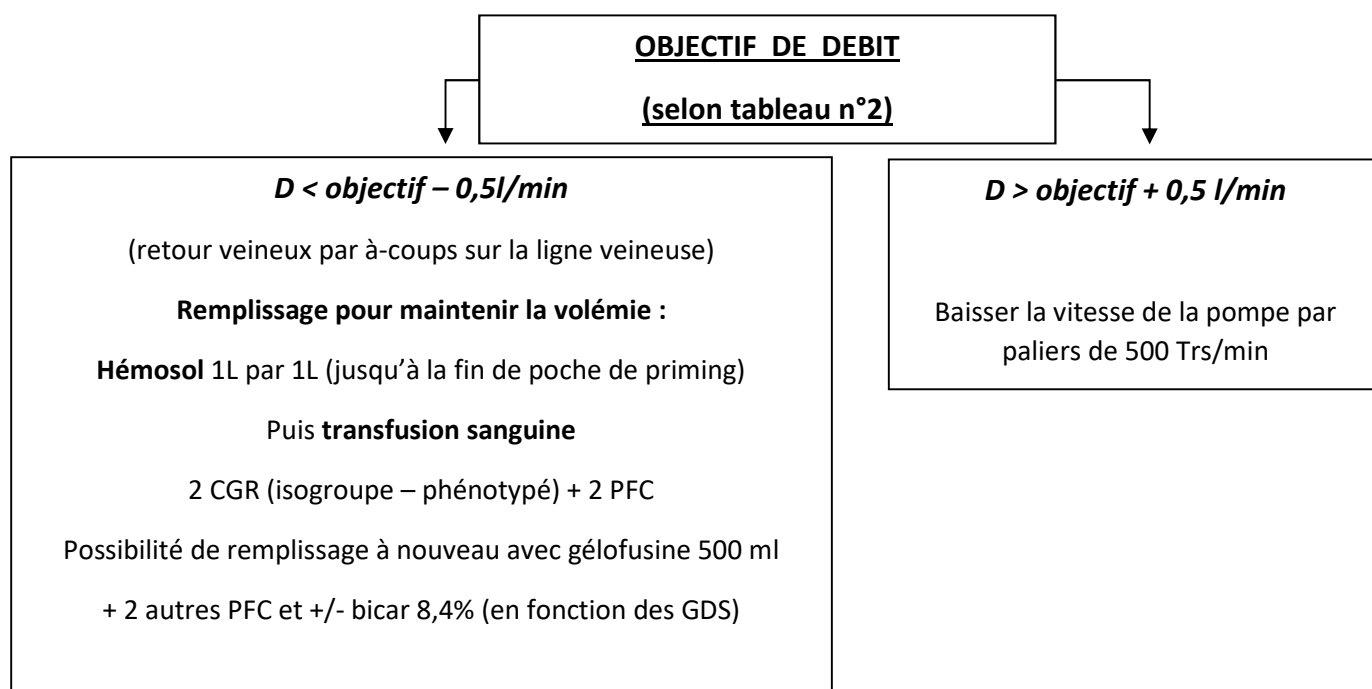 OBJECTIF DE DEBIT
(selon tableau n°2)
D < objectif – 0,5l/min
(retour veineux par à-coups sur la ligne veineuse)
Remplissage pour maintenir la volémie :
Hémosol 1L par 1L (jusqu'à la fin de poche de priming)
Puis transfusion sanguine
2 CGR (isogroupe – phénotypé) + 2 PFC
Possibilité de remplissage à nouveau avec gélofusine 500 ml
+ 2 autres PFC et +/- bicar 8,4% (en fonction des GDS)
D > objectif + 0,5 l/min
Baisser la vitesse de la pompe par
paliers de 500 Trs/min